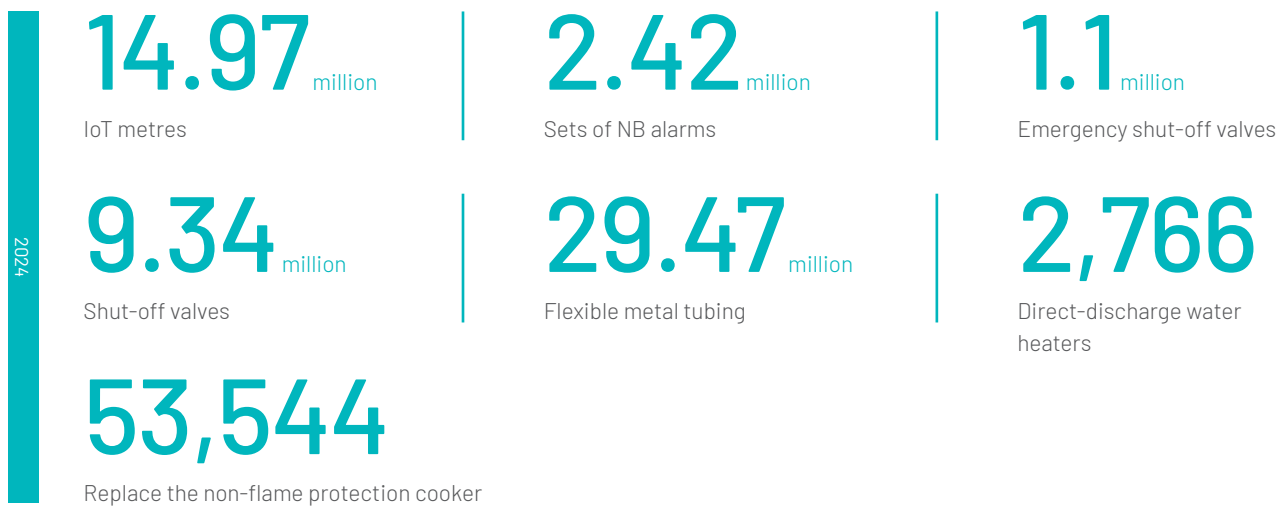 2024
14.97 million
IoT metres
2.42 million
Sets of NB alarms
1.1 million
Emergency shut-off valves
9.34 million
Shut-off valves
29.47 million
Flexible metal tubing
2,766
Direct-discharge water
heaters
53,544
Replace the non-flame protection cooker